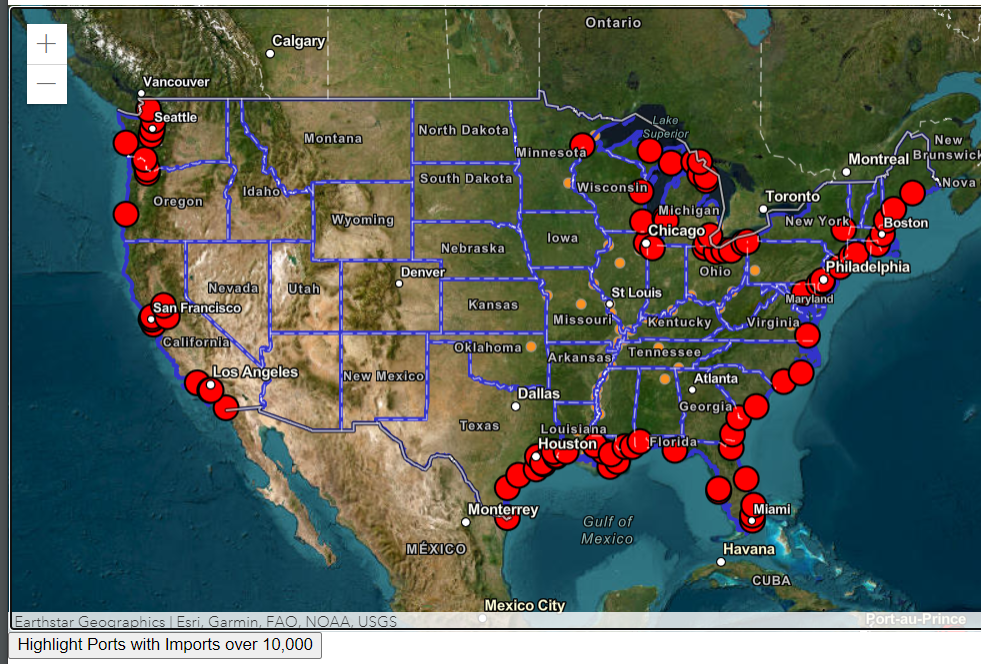 Ontario
Calgary
Vancouver
Seattle
Lake
Superior
North Dakota
Montana
New
Brunswick
Minnesota
Montreal
South Dakota
Nova
Wisconsin
Idaho
Toronto
Oregon
Michigan
Wyoming
New York
Boston
Chicago
Iowa
Nebraska
Philadelphia
Denver
Ohio
Nevada
Utah
St Louis
Maryland
San Francisco
Kansas
Missouri
Kentucky
Virginia
California
Oklahoma
Tennessee
Arkansas
Los Angeles
New Mexico
Atlanta
Dallas
Georgia
Texas
Louisiana
Houston
Florida
Monterrey
Miami
Gulf of
Mexico
MÉXICO
Havana
CUBA
Mexico City
Port-au-Prince
Earthstar Geographics | Esri, Garmin, FAO, NOAA, USGS
Highlight Ports with Imports over 10,000